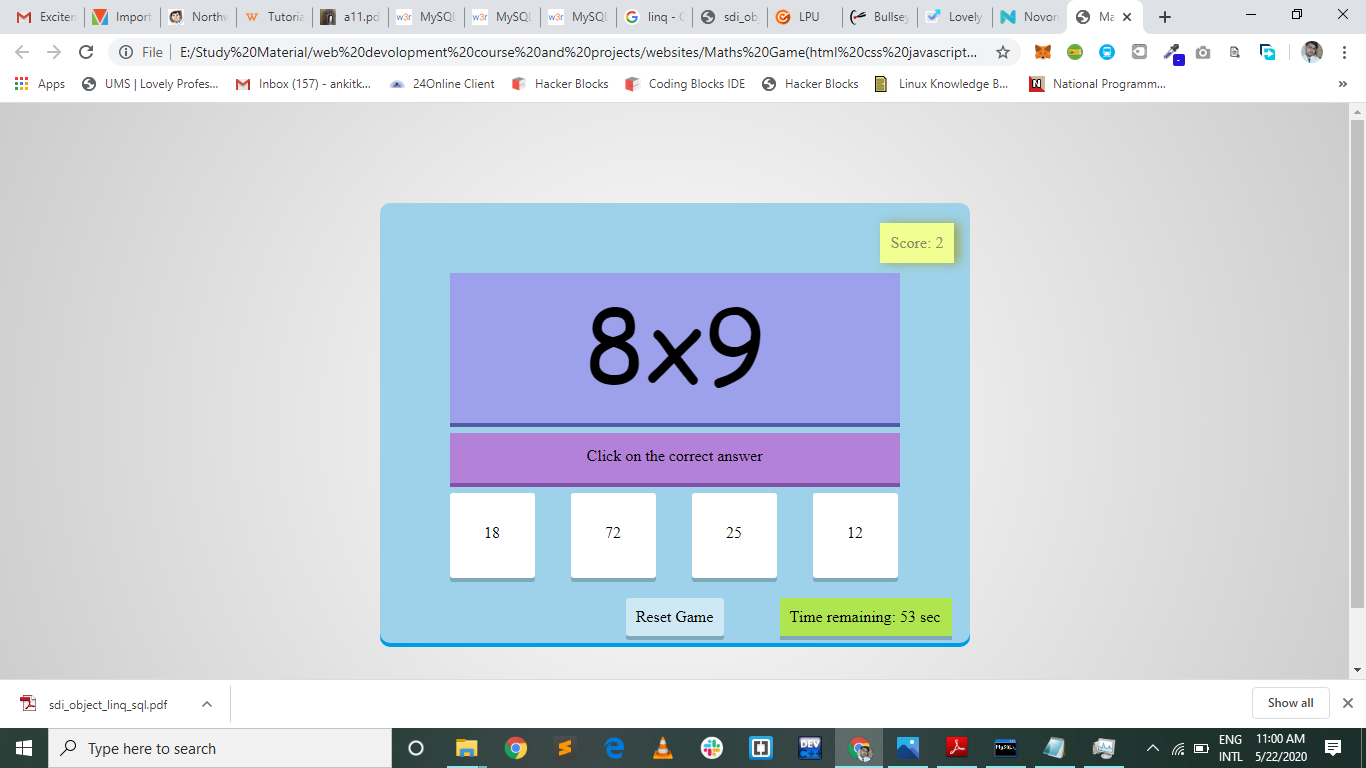 Exciten
Import
Northw
Tutoria
a11.pd
MySQL
MySQL
MySQL
linq - G
sdi_ob
LPU
Bullsey
Lovely
Novor
Ma
File
E:/Study%20Material/web%20devolopment%20course%20and%20projects/websites/Maths%20Game(html%20css%20javascript...
Apps
UMS | Lovely Profes...
Inbox (157) - ankitk...
24Online Client
Hacker Blocks
Coding Blocks IDE
Hacker Blocks
Linux Knowledge B...
National Programm...
Score: 2
8x9
Click on the correct answer
18
72
25
12
Reset Game
Time remaining: 53 sec
sdi_object_linq_sql.pdf
Show all
Type here to search
DEV
MySQL
ENG
INTL
11:00 AM
5/22/2020